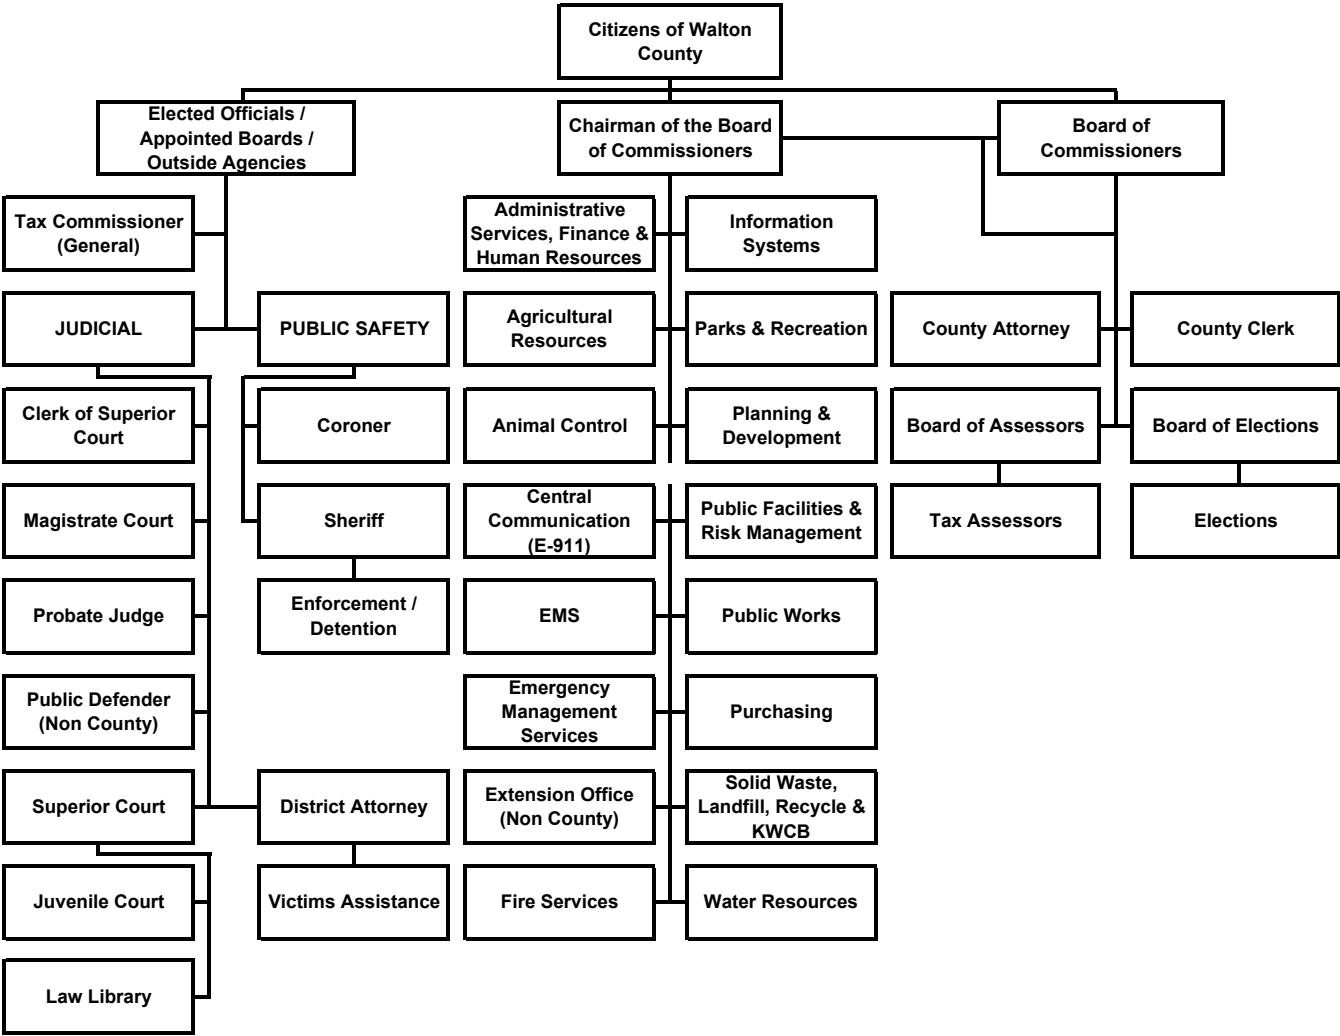 Citizens of Walton
County
Elected Officials /
Appointed Boards /
Outside Agencies
Chairman of the Board
of Commissioners
Board of
Commissioners
Tax Commissioner
(General)
Administrative
Services, Finance &
Human Resources
Information
Systems
JUDICIAL
PUBLIC SAFETY
Agricultural
Resources
Parks & Recreation
County Attorney
County Clerk
Clerk of Superior
Court
Coroner
Animal Control
Planning &
Development
Board of Assessors
Board of Elections
Magistrate Court
Sheriff
Central
Communication
(E-911)
Public Facilities &
Risk Management
Tax Assessors
Elections
Probate Judge
Enforcement /
Detention
EMS
Public Works
Public Defender
(Non County)
Emergency
Management
Services
Purchasing
Superior Court
District Attorney
Extension Office
(Non County)
Solid Waste,
Landfill, Recycle &
KWCB
Juvenile Court
Victims Assistance
Fire Services
Water Resources
Law Library